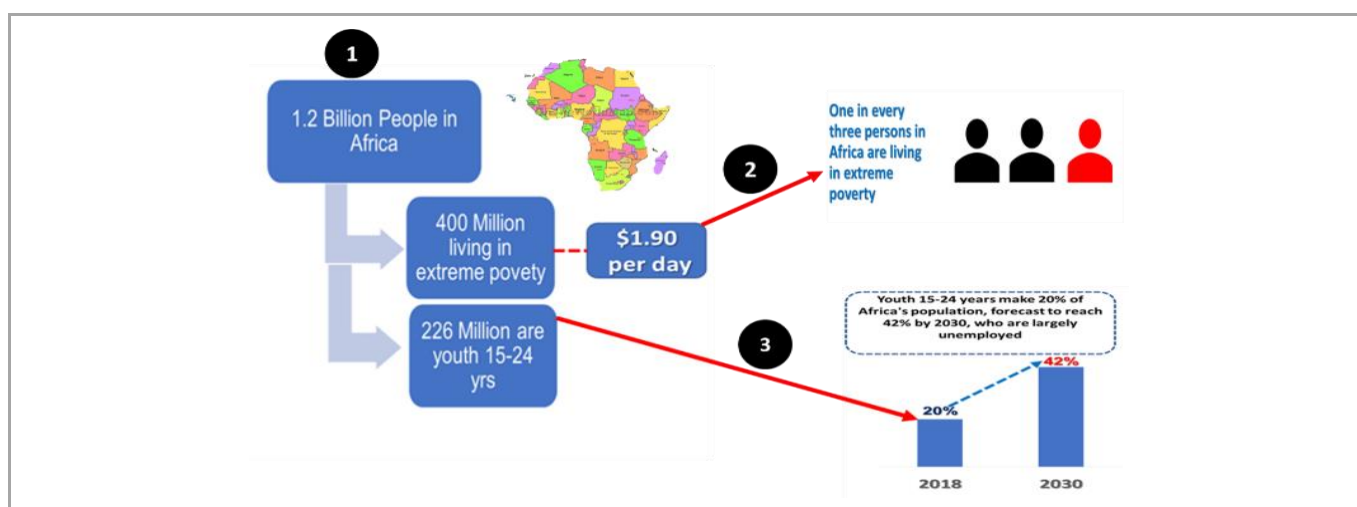 1
1.2 Billion People in
Africa
400 Million
living in
extreme povety
$1.90
per day
226 Million are
youth 15-24
yrs
2
One in every
three persons in
Africa are living
in extreme
poverty
3
Youth 15-24 years make 20% of
Africa's population, forecast to reach
42% by 2030, who are largely
unemployed
42%
20%
2018
2030